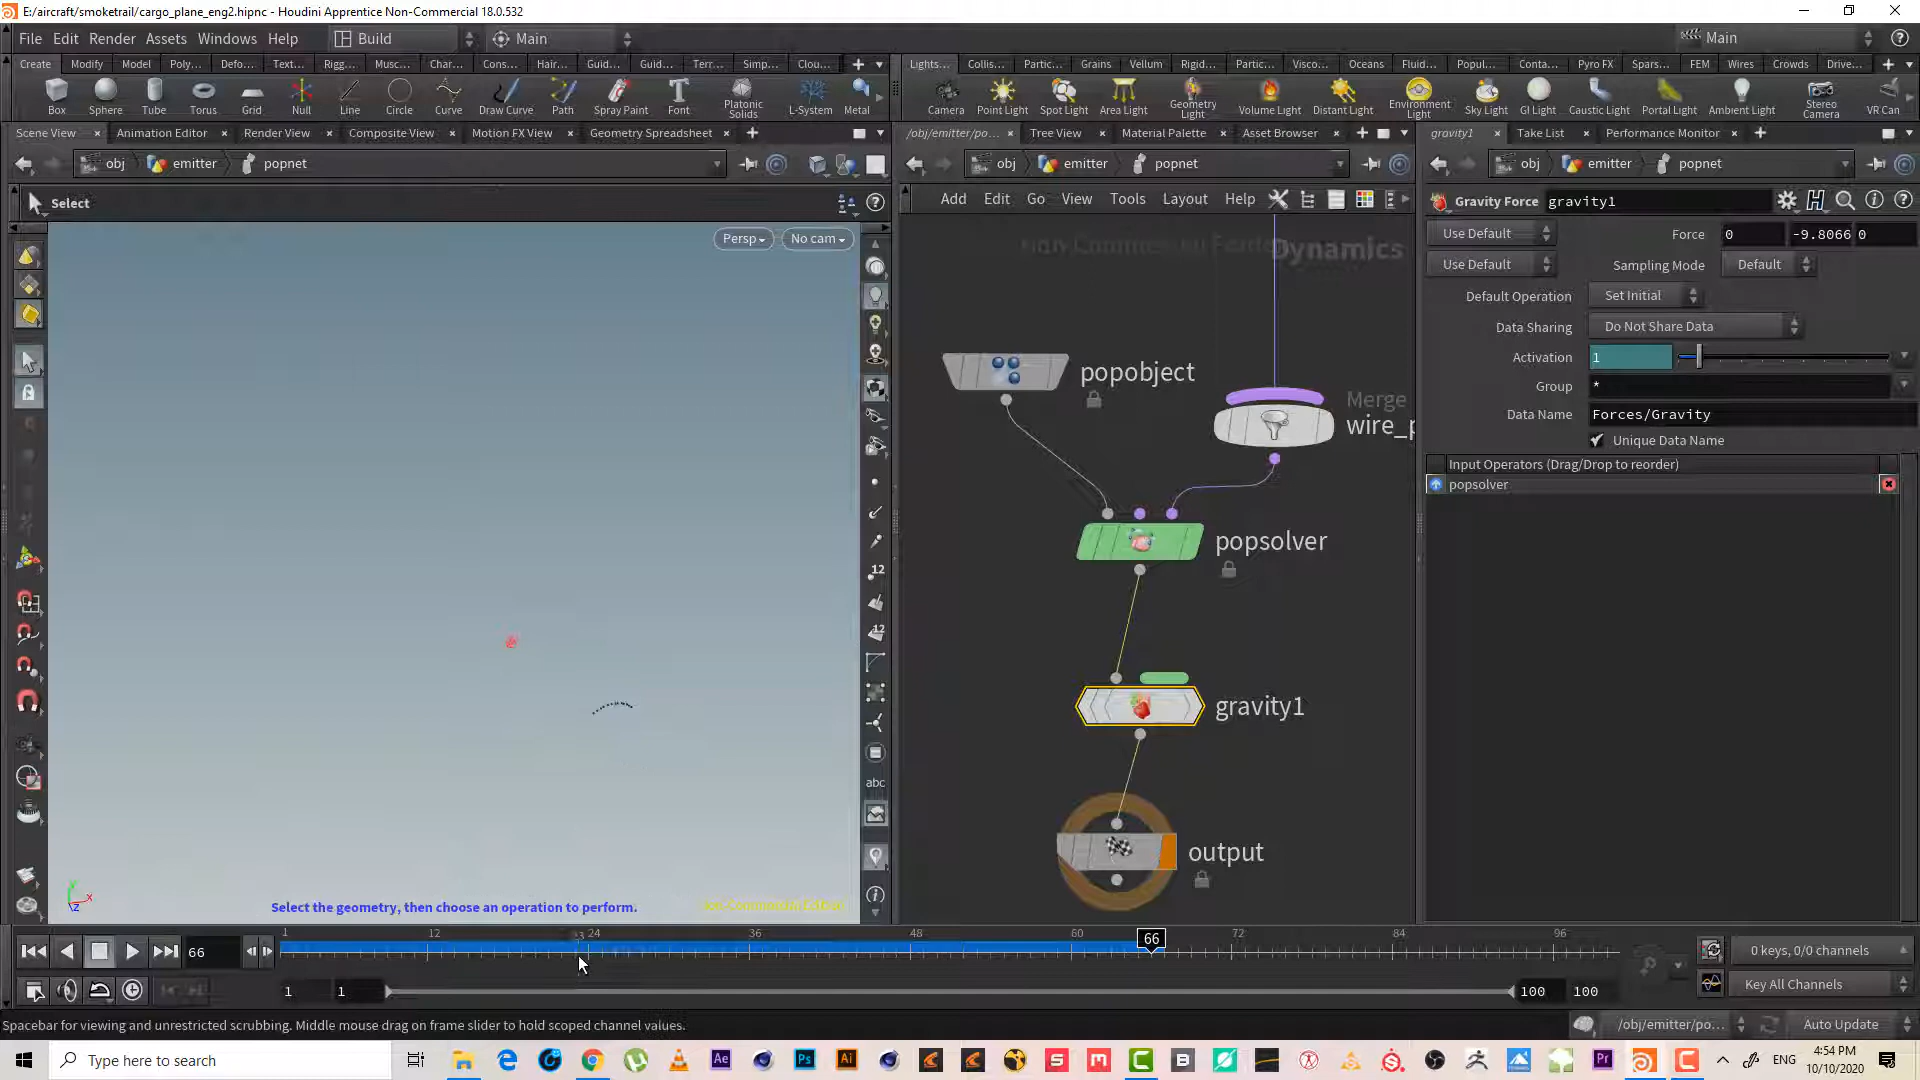 E:/aircraft/smoketrail/cargo_plane_eng2.hipnc - Houdini Apprentice Non-Commercial 18.0.532
File Edit Render Assets Windows Help Build Main Main
Create Modify Model Poly... Defo... Text... Rigg... Musc... Char... Cons... Hair... Guid... Guid... Terr... Simp... Clou...
Lights... Collis... Partic... Grains Vellum Rigid... Partic... Visco... Oceans Fluid... Popul... Conta... Pyro FX Spars... FEM Wires Crowds Drive...
Box Sphere Tube Torus Grid Null Line Circle Curve Draw Curve Path Spray Paint Font Platonic Solids L-System Metal
Camera Point Light Spot Light Area Light Geometry Light Volume Light Distant Light Environment Light Sky Light GI Light Caustic Light Portal Light Ambient Light Stereo Camera VR Can
Scene View Animation Editor Render View Composite View Motion FX View Geometry Spreadsheet
/obj/emitter/po... Tree View Material Palette Asset Browser
gravity1 Take List Performance Monitor
obj emitter popnet
obj emitter popnet
obj emitter popnet
Select
Persp No cam
Add Edit Go View Tools Layout Help
Gravity Force gravity1
Use Default Force 0 -9.8066 0
Use Default Sampling Mode Default
Default Operation Set Initial
Data Sharing Do Not Share Data
Activation 1
Group *
Data Name Forces/Gravity
Unique Data Name
Input Operators (Drag/Drop to reorder)
popsolver
Dynamics
popobject
Merge
wire_p
popsolver
gravity1
output
12
12
abc
y x z
Select the geometry, then choose an operation to perform.
1 12 24 36 48 60 66 72 84 96
66
0 keys, 0/0 channels
1 1 100 100
Key All Channels
Spacebar for viewing and unrestricted scrubbing. Middle mouse drag on frame slider to hold scoped channel values.
/obj/emitter/po... Auto Update
Type here to search
ENG
4:54 PM
10/10/2020